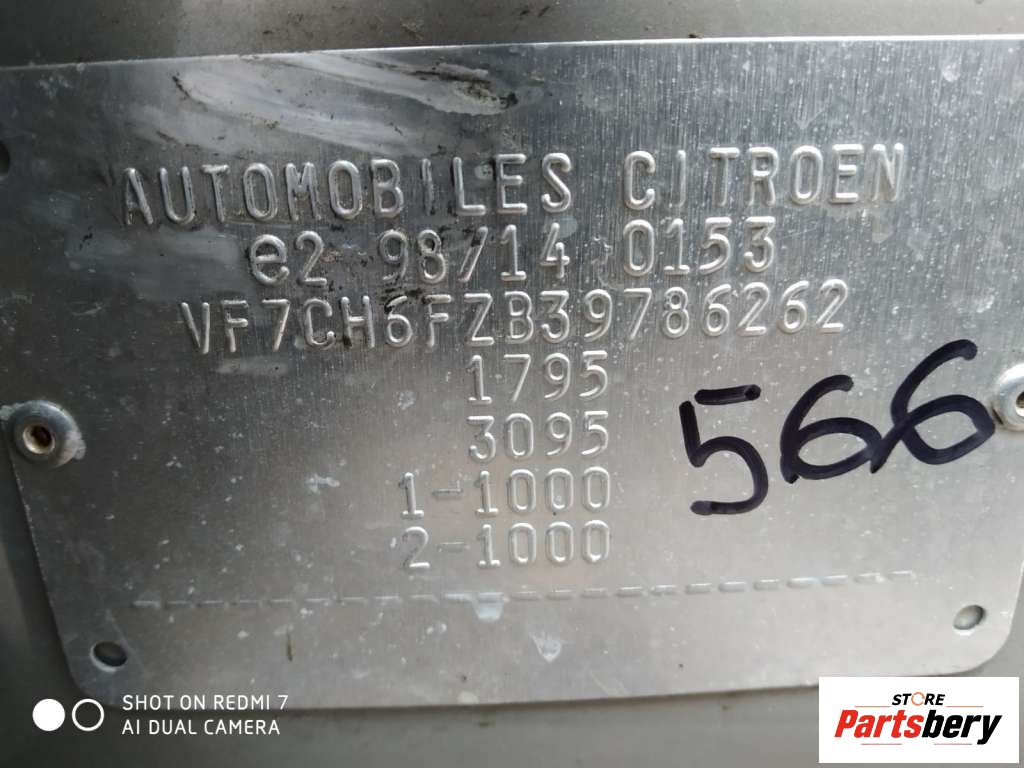 AUTOMOBILES CITROEN
e2 98/14 0153
VF7CH6FZB39786262
1795
3095
1-1000
2-1000
566
SHOT ON REDMI 7
AI DUAL CAMERA
STORE
Partsbery